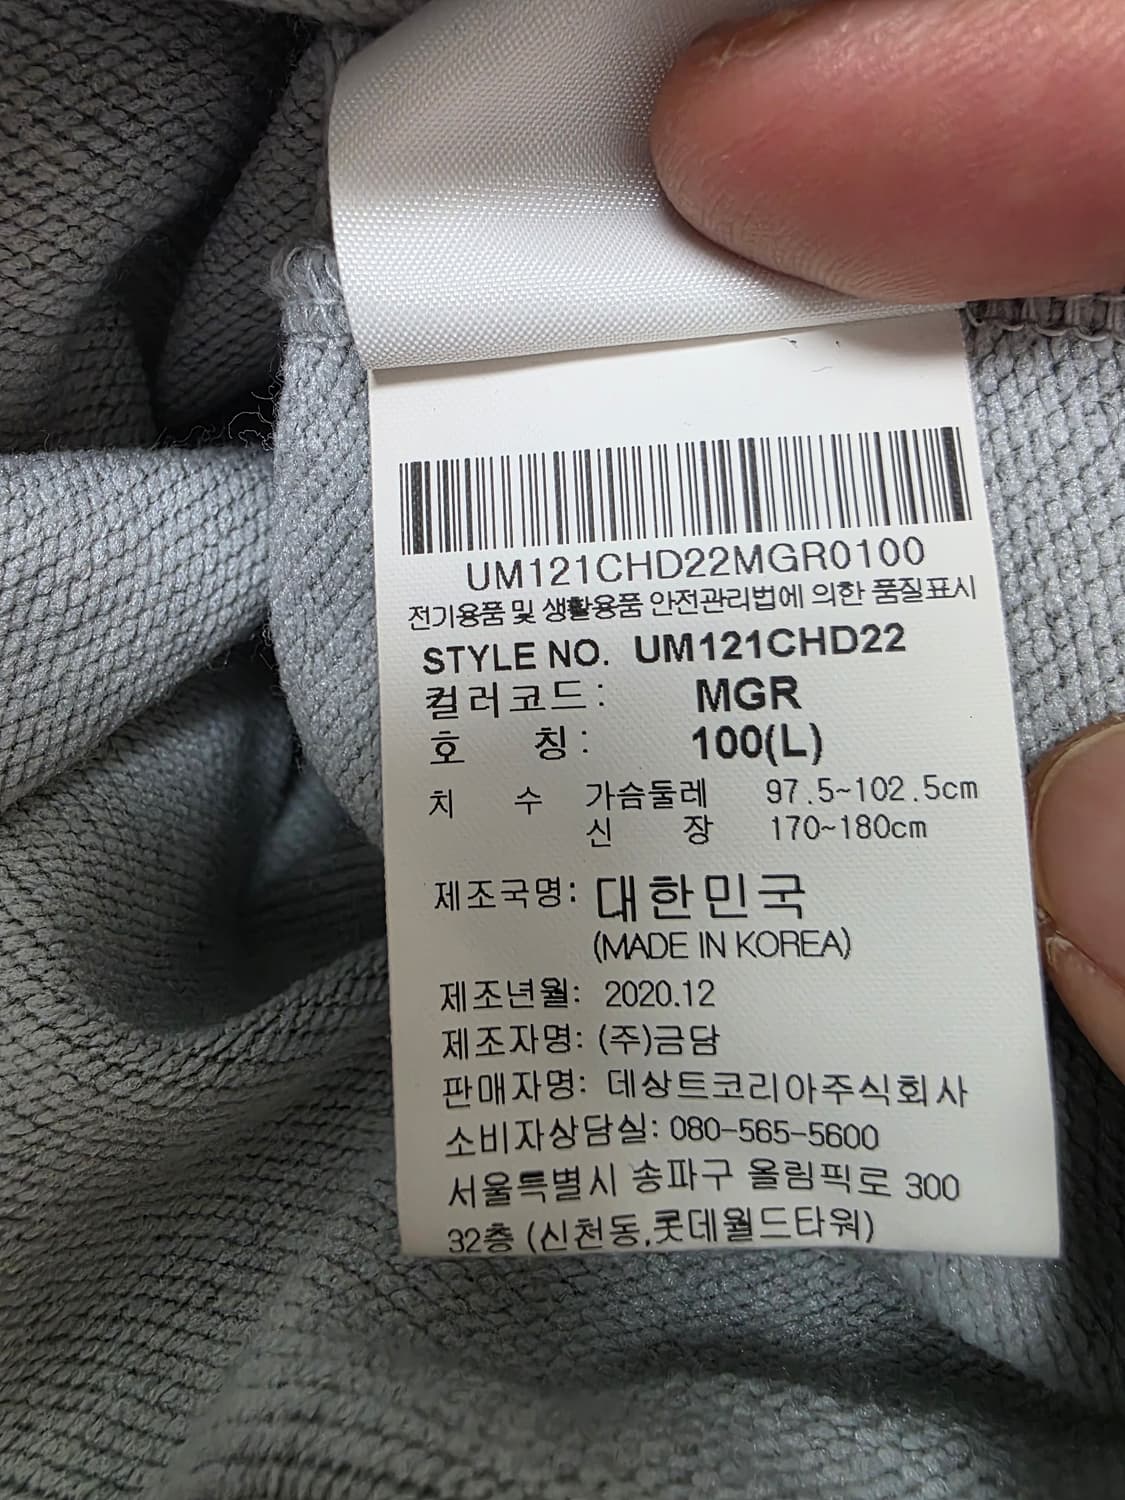 UM121CHD22MGR0100
전기용품 및 생활용품 안전관리법에 의한 품질표시
STYLE NO. UM121CHD22
컬러코드: MGR
호 칭: 100(L)
치 수 가슴둘레 97.5~102.5cm
신 장 170~180cm
제조국명: 대한민국
(MADE IN KOREA)
제조년월: 2020.12
제조자명: (주)금담
판매자명: 데상트코리아주식회사
소비자상담실: 080-565-5600
서울특별시 송파구 올림픽로 300
32층 (신천동,롯데월드타워)